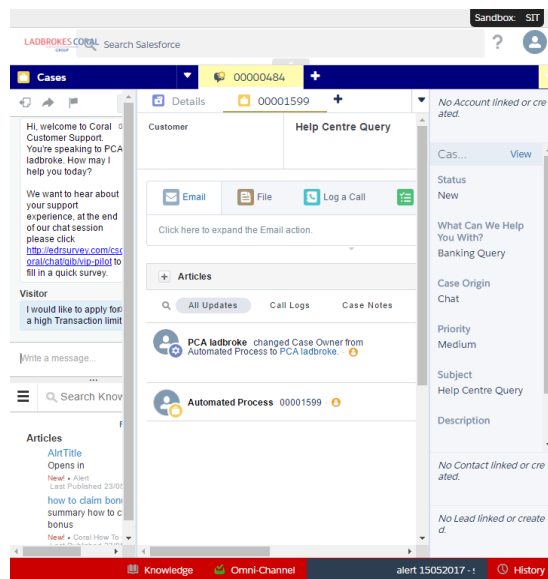 Sandbox: SIT
LADBROKES CORAL
GROUP
Search Salesforce
?
Cases
00000484
+
Details
00001599
+
Hi, welcome to Coral
Customer Support.
You're speaking to PCA
ladbroke. How may I
help you today?
We want to hear about
your support
experience, at the end
of our chat session
please click
http://edrsurvey.com/csc
oral/chat/gib/vip-pilot to
fill in a quick survey.
Visitor
I would like to apply for
a high Transaction limit
Write a message...
Search Know
Articles
AlrtTitle
Opens in
New! • Alert
Last Published 23/05
how to claim bon
summary how to c
bonus
New! • Coral How To
Customer
Help Centre Query
Email
File
Log a Call
Click here to expand the Email action.
+ Articles
All Updates
Call Logs
Case Notes
PCA ladbroke changed Case Owner from
Automated Process to PCA ladbroke.
Automated Process 00001599
No Account linked or cre
ated.
Cas...
View
Status
New
What Can We Help
You With?
Banking Query
Case Origin
Chat
Priority
Medium
Subject
Help Centre Query
Description
No Contact linked or cre
ated.
No Lead linked or create
d.
Knowledge
Omni-Channel
alert 15052017 - s
History